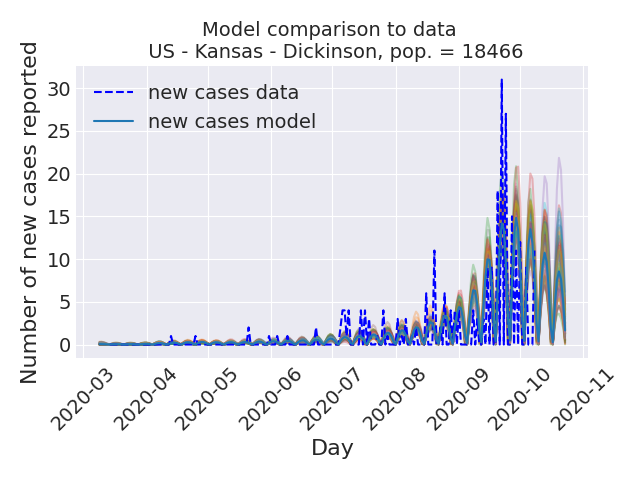 Model comparison to data
US - Kansas - Dickinson, pop. = 18466
Number of new cases reported
30
25
20
15
10
5
0
new cases data
new cases model
2020-03
2020-04
2020-05
2020-06
2020-07
2020-08
2020-09
2020-10
2020-11
Day